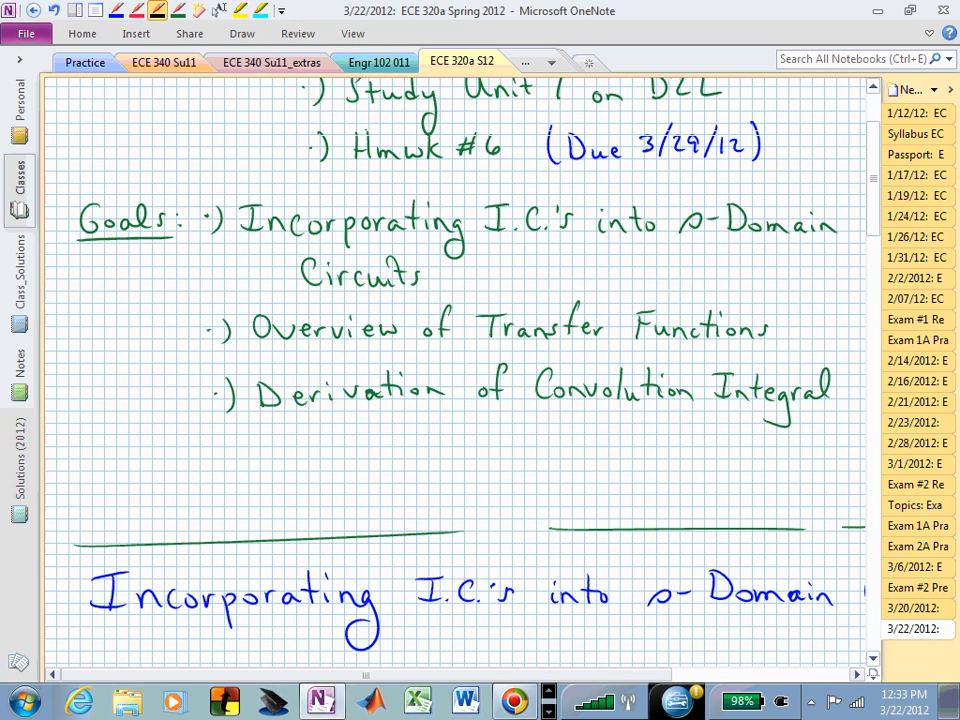 3/22/2012: ECE 320a Spring 2012 - Microsoft OneNote
File Home Insert Share Draw Review View
Practice ECE 340 Su11 ECE 340 Su11_extras Engr 102 011 ECE 320a S12 ... Search All Notebooks (Ctrl+E)
Personal
Classes
Class_Solutions
Notes
Solutions (2012)
·) Study Unit 1 on D2L
·) Hmwk #6 (Due 3/29/12)
Goals: ·) Incorporating I.C.'s into s-Domain
Circuits
·) Overview of Transfer Functions
·) Derivation of Convolution Integral
Incorporating I.C.'s into s-Domain
Ne...
1/12/12: EC
Syllabus EC
Passport: E
1/17/12: EC
1/19/12: EC
1/24/12: EC
1/26/12: EC
1/31/12: EC
2/2/2012: E
2/07/12: EC
Exam #1 Re
Exam 1A Pra
2/14/2012: E
2/16/2012: E
2/21/2012: E
2/23/2012:
2/28/2012: E
3/1/2012: E
Exam #2 Re
Topics: Exa
Exam 1A Pra
Exam 2A Pra
3/6/2012: E
Exam #2 Pre
3/20/2012:
3/22/2012:
98%
12:33 PM
3/22/2012